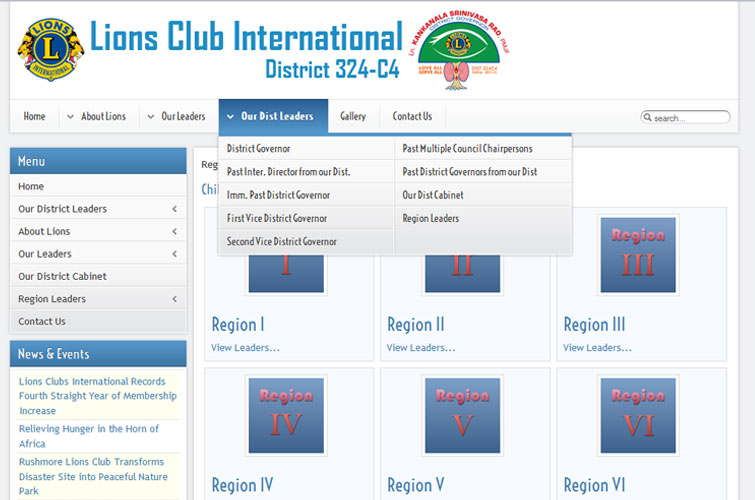 LIONS
L
INTERNATIONAL
Lions Club International
District 324-C4
Ln. KANKANALA SRINIVASA RAO, PMJF
DISTRICT GOVERNOR
LOVE ALL
SERVE ALL
Home
About Lions
Our Leaders
Our Dist Leaders
Gallery
Contact Us
search...
District Governor
Past Multiple Council Chairpersons
Past Inter. Director from our Dist.
Past District Governors from our Dist
Imm. Past District Governor
Our Dist Cabinet
First Vice District Governor
Region Leaders
Second Vice District Governor
Menu
Home
Our District Leaders
About Lions
Our Leaders
Our District Cabinet
Region Leaders
Contact Us
News & Events
Lions Clubs International Records
Fourth Straight Year of Membership
Increase
Relieving Hunger in the Horn of
Africa
Rushmore Lions Club Transforms
Disaster Site into Peaceful Nature
Park
Reg
Chi
I
II
Region
III
Region I
Region II
Region III
View Leaders...
View Leaders...
View Leaders...
Region
IV
Region
V
Region
VI
Region IV
Region V
Region VI